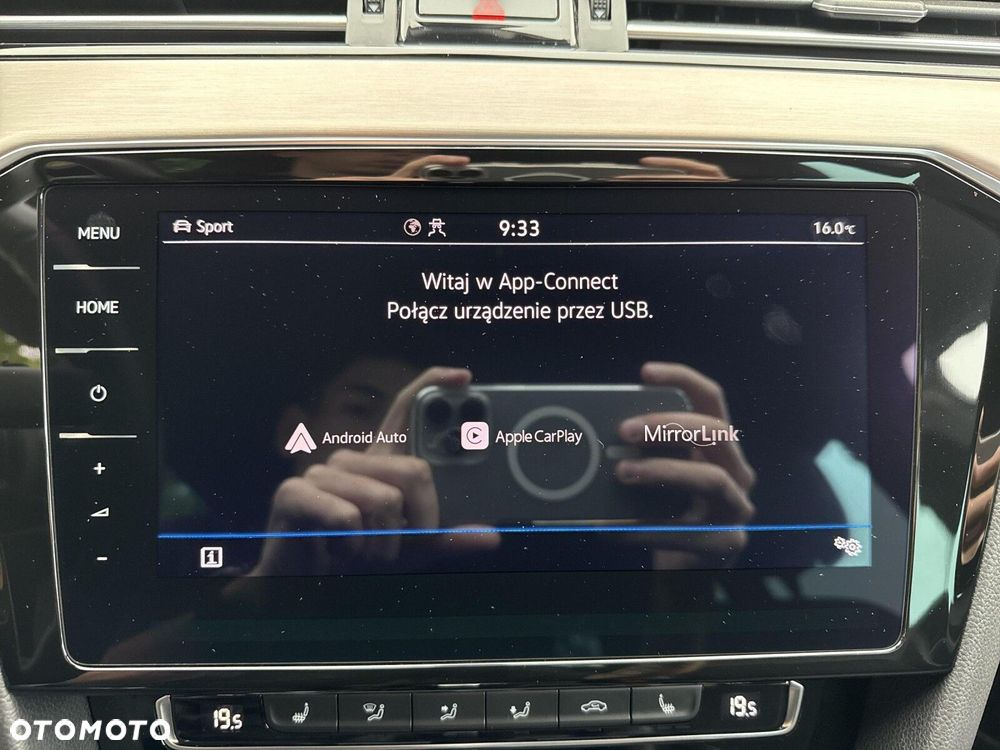 MENU
HOME
+
-
Sport
9:33
16.0°C
Witaj w App-Connect
Połącz urządzenie przez USB.
Android Auto
Apple CarPlay
MirrorLink
i
19.5
19.5
OTOMOTO